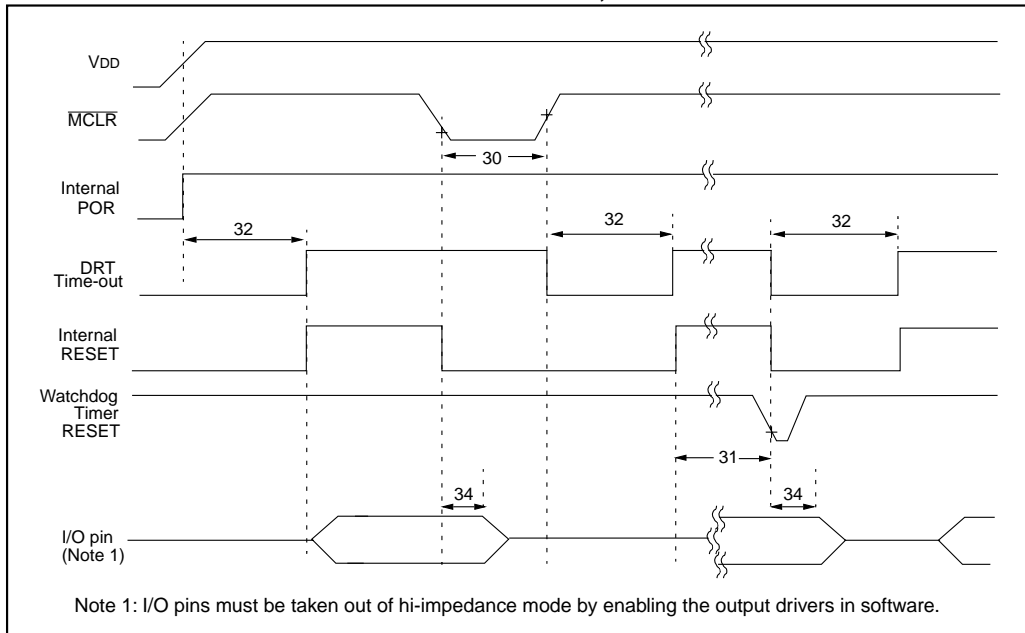 VDD
MCLR
30
Internal
POR
32
32
32
DRT
Time-out
Internal
RESET
Watchdog
Timer
RESET
31
34
34
I/O pin
(Note 1)
Note 1: I/O pins must be taken out of hi-impedance mode by enabling the output drivers in software.